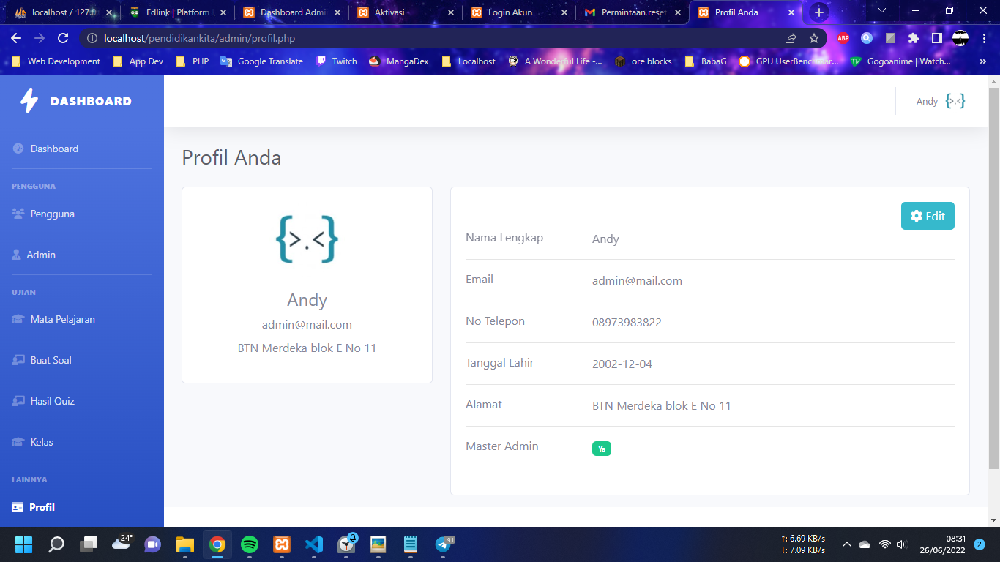 localhost / 127.0.
Edlink | Platform
Dashboard Admi
Aktivasi
Login Akun
Permintaan reset
Profil Anda
localhost/pendidikankita/admin/profil.php
ABP
Web Development
App Dev
PHP
Google Translate
Twitch
MangaDex
Localhost
A Wonderful Life -...
ore blocks
BabaG
GPU UserBenchmar...
Gogoanime | Watch...
»
DASHBOARD
Andy {>.<}
Dashboard
PENGGUNA
Pengguna
Admin
UJIAN
Mata Pelajaran
Buat Soal
Hasil Quiz
Kelas
LAINNYA
Profil
Profil Anda
{>.<}
Andy
admin@mail.com
BTN Merdeka blok E No 11
Edit
Nama Lengkap Andy
Email admin@mail.com
No Telepon 08973983822
Tanggal Lahir 2002-12-04
Alamat BTN Merdeka blok E No 11
Master Admin Ya
24°
91
↑: 6.69 KB/s
↓: 7.09 KB/s
08:31
26/06/2022
2